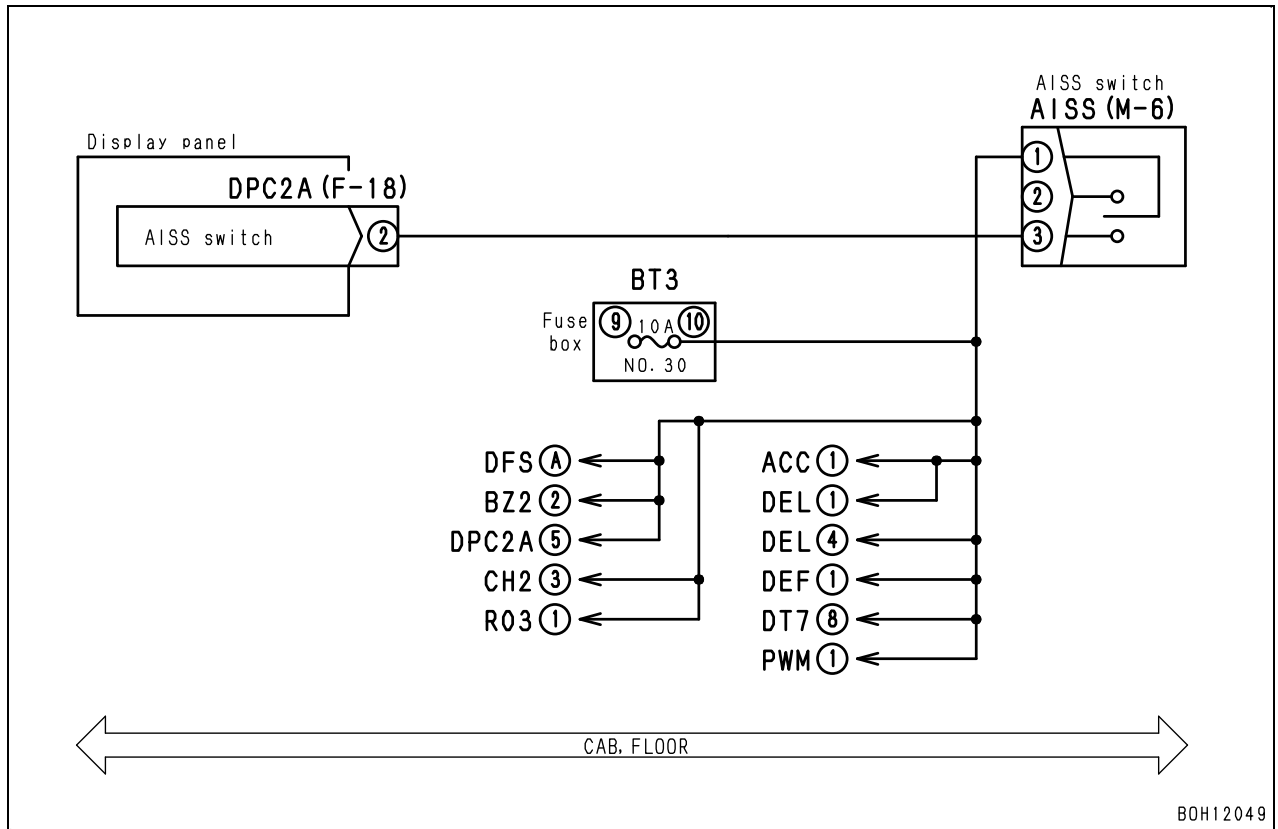 AISS switch
AISS (M-6)
1
2
3
Display panel
DPC2A (F-18)
AISS switch
2
BT3
Fuse box
9
10A
10
NO. 30
DFS A
BZ2 2
DPC2A 5
CH2 3
R03 1
ACC 1
DEL 1
DEL 4
DEF 1
DT7 8
PWM 1
CAB, FLOOR
BOH12049